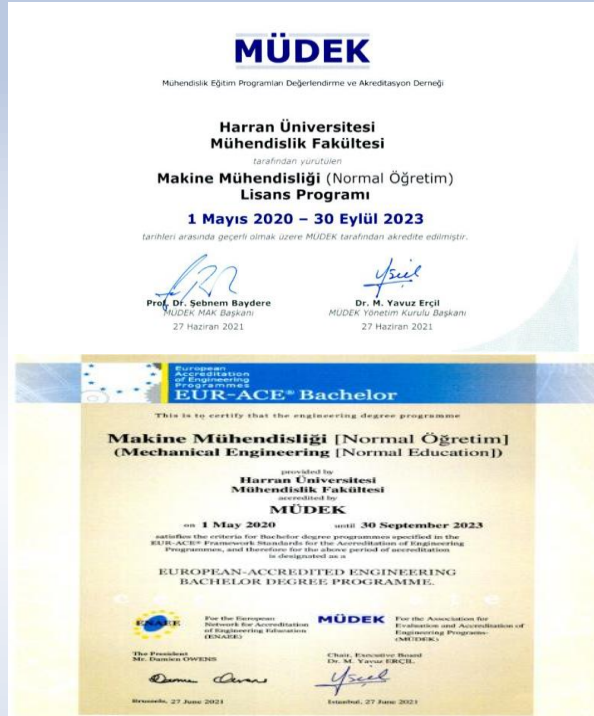 MÜDEK
Mühendislik Eğitim Programları Değerlendirme ve Akreditasyon Derneği
Harran Üniversitesi
Mühendislik Fakültesi
tarafından yürütülen
Makine Mühendisliği (Normal Öğretim)
Lisans Programı
1 Mayıs 2020 – 30 Eylül 2023
tarihleri arasında geçerli olmak üzere MÜDEK tarafından akredite edilmiştir.
Prof. Dr. Şebnem Baydere
MÜDEK MAK Başkanı
27 Haziran 2021
Dr. M. Yavuz Erçil
MÜDEK Yönetim Kurulu Başkanı
27 Haziran 2021
European
Accreditation
of Engineering
Programmes
EUR-ACE® Bachelor
This is to certify that the engineering degree programme
Makine Mühendisliği [Normal Öğretim]
(Mechanical Engineering [Normal Education])
provided by
Harran Üniversitesi
Mühendislik Fakültesi
accredited by
MÜDEK
on 1 May 2020 until 30 September 2023
satisfies the criteria for Bachelor degree programmes specified in the
EUR-ACE® Framework Standards for the Accreditation of Engineering
Programmes, and therefore for the above period of accreditation
is designated as a
EUROPEAN-ACCREDITED ENGINEERING
BACHELOR DEGREE PROGRAMME.
ENAEE
For the European
Network for Accreditation
of Engineering Education
(ENAEE)
The President
Mr. Damien OWENS
Brussels, 27 June 2021
MÜDEK
For the Association for
Evaluation and Accreditation of
Engineering Programs-
(MÜDEK)
Chair, Executive Board
Dr. M. Yavuz ERÇİL
Istanbul, 27 June 2021